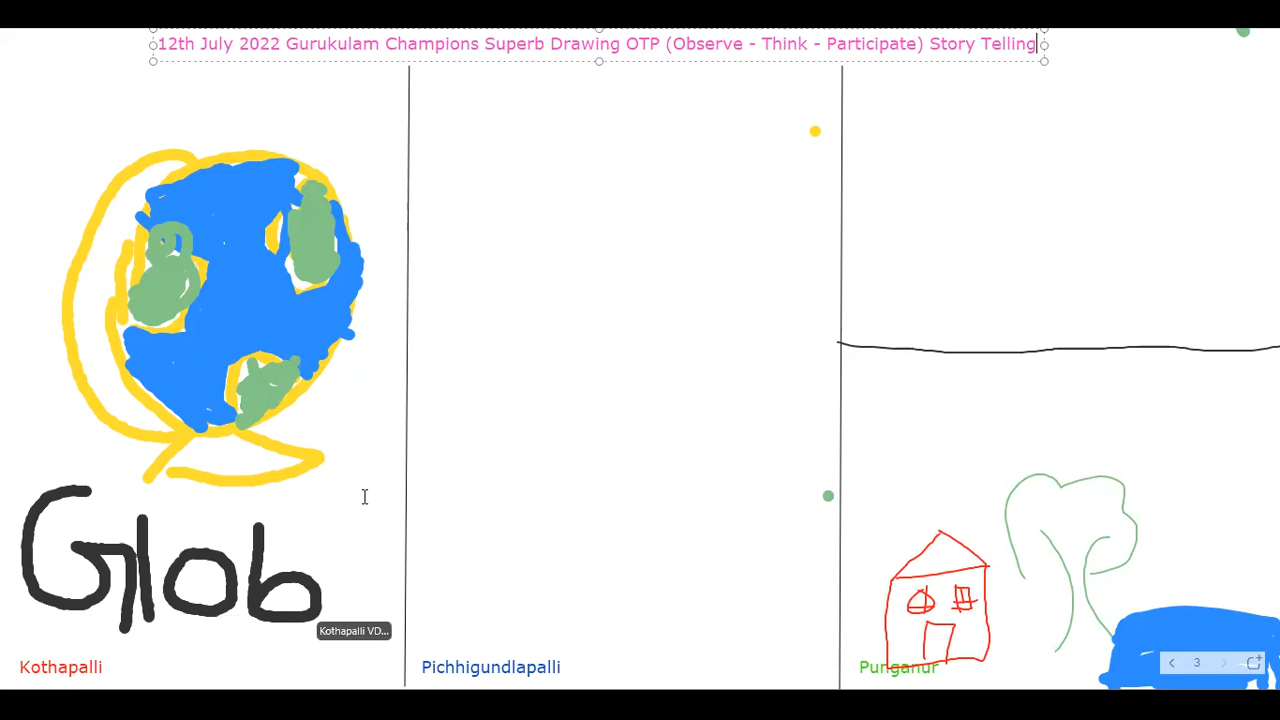 12th July 2022 Gurukulam Champions Superb Drawing OTP (Observe - Think - Participate) Story Telling
Glob
Kothapalli VD...
Kothapalli
Pichhigundlapalli
Punganur
3